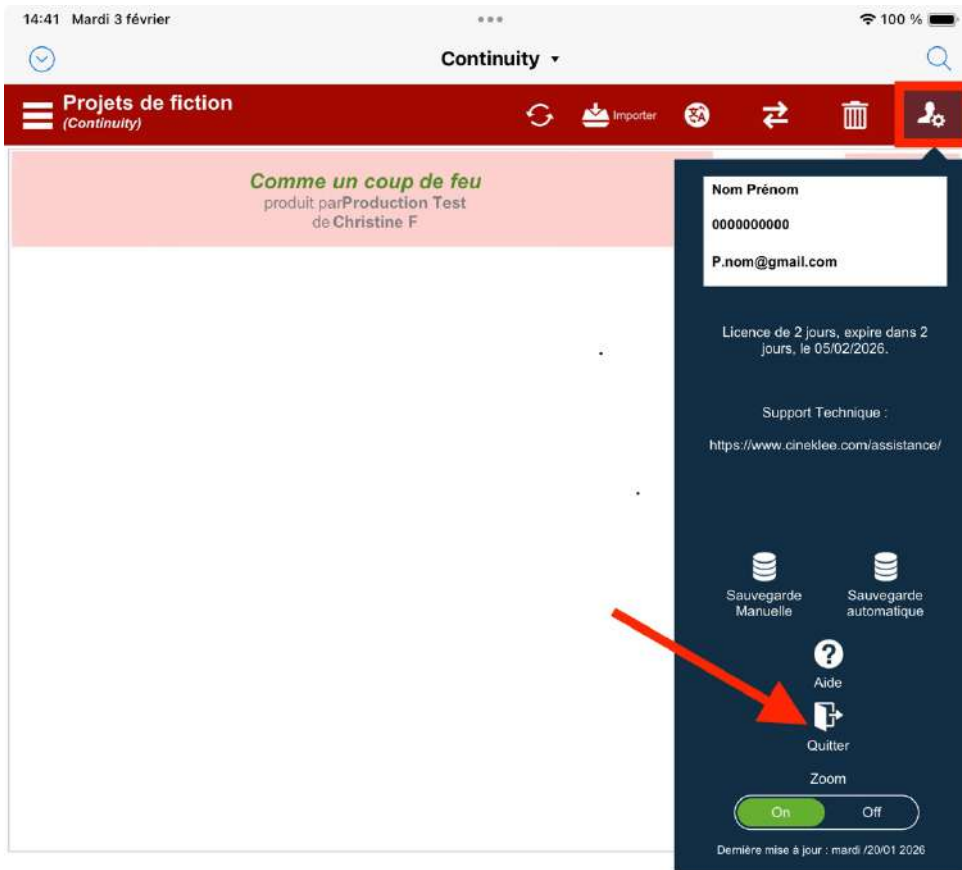 14:41 Mardi 3 février
100 %
Continuity
Projets de fiction
(Continuity)
Importer
Comme un coup de feu
produit parProduction Test
de Christine F
Nom Prénom
0000000000
P.nom@gmail.com
Licence de 2 jours, expire dans 2
jours, le 05/02/2026.
Support Technique :
https://www.cineklee.com/assistance/
Sauvegarde
Manuelle
Sauvegarde
automatique
?
Aide
Quitter
Zoom
On Off
Dernière mise à jour : mardi /20/01 2026